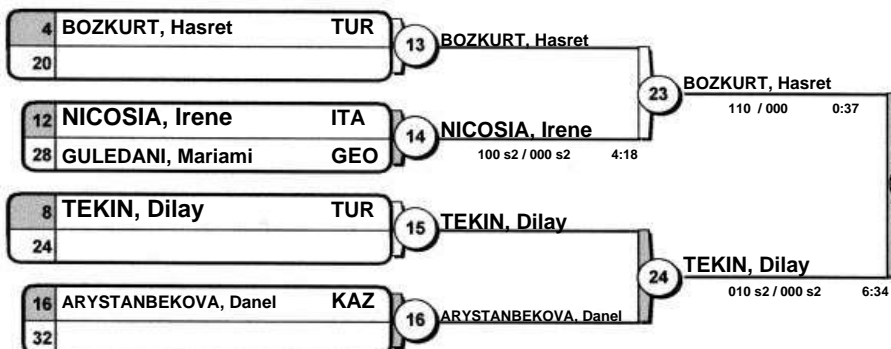 4 BOZKURT, Hasret TUR
20
13
BOZKURT, Hasret
12 NICOSIA, Irene ITA
28 GULEDANI, Mariami GEO
14
NICOSIA, Irene
100 s2 / 000 s2 4:18
23
BOZKURT, Hasret
110 / 000 0:37
8 TEKIN, Dilay TUR
24
15
TEKIN, Dilay
16 ARYSTANBEKOVA, Danel KAZ
32
16
ARYSTANBEKOVA, Danel
24
TEKIN, Dilay
010 s2 / 000 s2 6:34